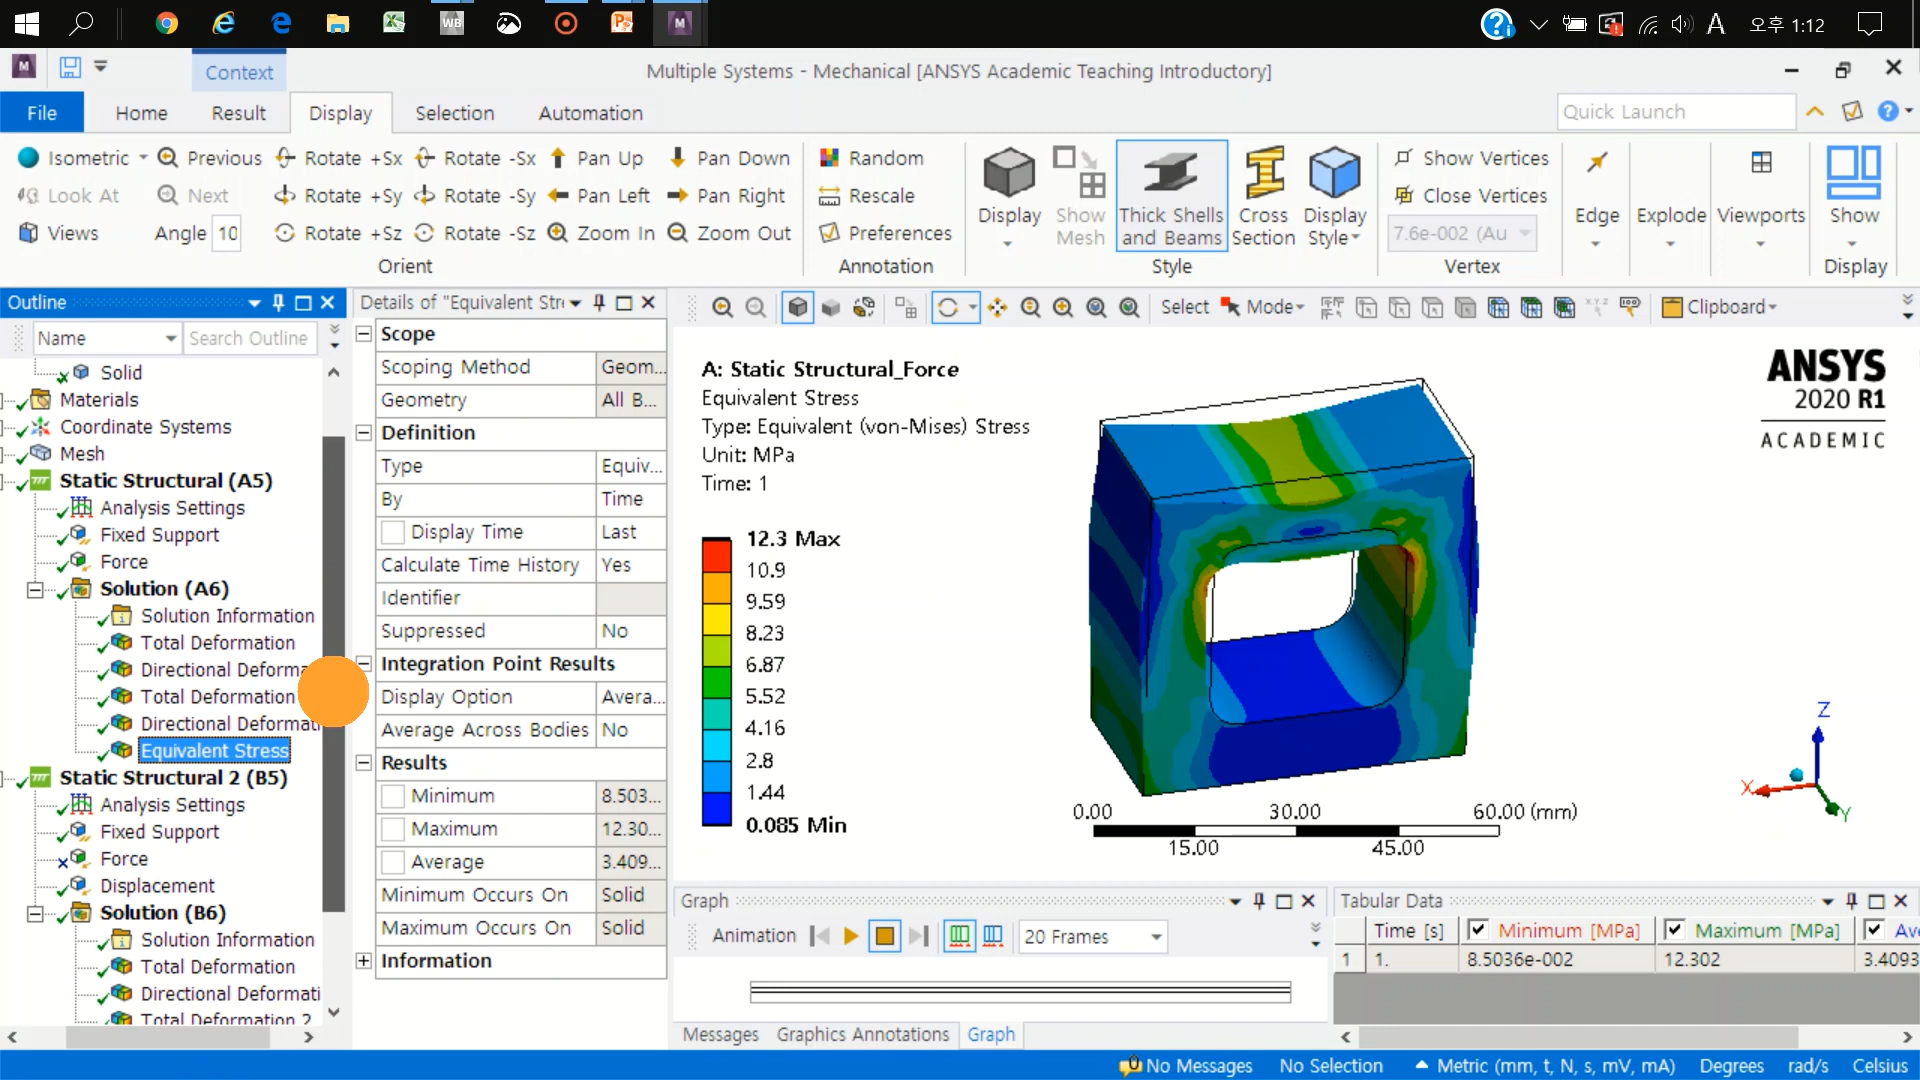 WB
M
A
오후 1:12
Context
Multiple Systems - Mechanical [ANSYS Academic Teaching Introductory]
File
Home
Result
Display
Selection
Automation
Quick Launch
Isometric
Previous
Rotate +Sx
Rotate -Sx
Pan Up
Pan Down
Look At
Next
Rotate +Sy
Rotate -Sy
Pan Left
Pan Right
Views
Angle
10
Rotate +Sz
Rotate -Sz
Zoom In
Zoom Out
Orient
Random
Rescale
Preferences
Annotation
Display
Show
Mesh
Thick Shells
and Beams
Cross
Section
Display
Style
Style
Show Vertices
Close Vertices
7.6e-002 (Au
Vertex
Edge
Explode
Viewports
Show
Display
Outline
Name
Search Outline
Solid
Materials
Coordinate Systems
Mesh
Static Structural (A5)
Analysis Settings
Fixed Support
Force
Solution (A6)
Solution Information
Total Deformation
Directional Deforma
Total Deformation
Directional Deformati
Equivalent Stress
Static Structural 2 (B5)
Analysis Settings
Fixed Support
Force
Displacement
Solution (B6)
Solution Information
Total Deformation
Directional Deformati
Total Deformation 2
Details of "Equivalent Stre
Scope
Scoping Method Geom...
Geometry All B...
Definition
Type Equiv...
By Time
Display Time Last
Calculate Time History Yes
Identifier
Suppressed No
Integration Point Results
Display Option Avera...
Average Across Bodies No
Results
Minimum 8.503...
Maximum 12.30...
Average 3.409...
Minimum Occurs On Solid
Maximum Occurs On Solid
Information
Select
Mode
Clipboard
A: Static Structural_Force
Equivalent Stress
Type: Equivalent (von-Mises) Stress
Unit: MPa
Time: 1
12.3 Max
10.9
9.59
8.23
6.87
5.52
4.16
2.8
1.44
0.085 Min
ANSYS
2020 R1
ACADEMIC
0.00
30.00
60.00 (mm)
15.00
45.00
Z
X
Y
Graph
Animation
20 Frames
Messages
Graphics Annotations
Graph
Tabular Data
Time [s]
Minimum [MPa]
Maximum [MPa]
Ave
1
1.
8.5036e-002
12.302
3.4093
No Messages
No Selection
Metric (mm, t, N, s, mV, mA)
Degrees
rad/s
Celsius